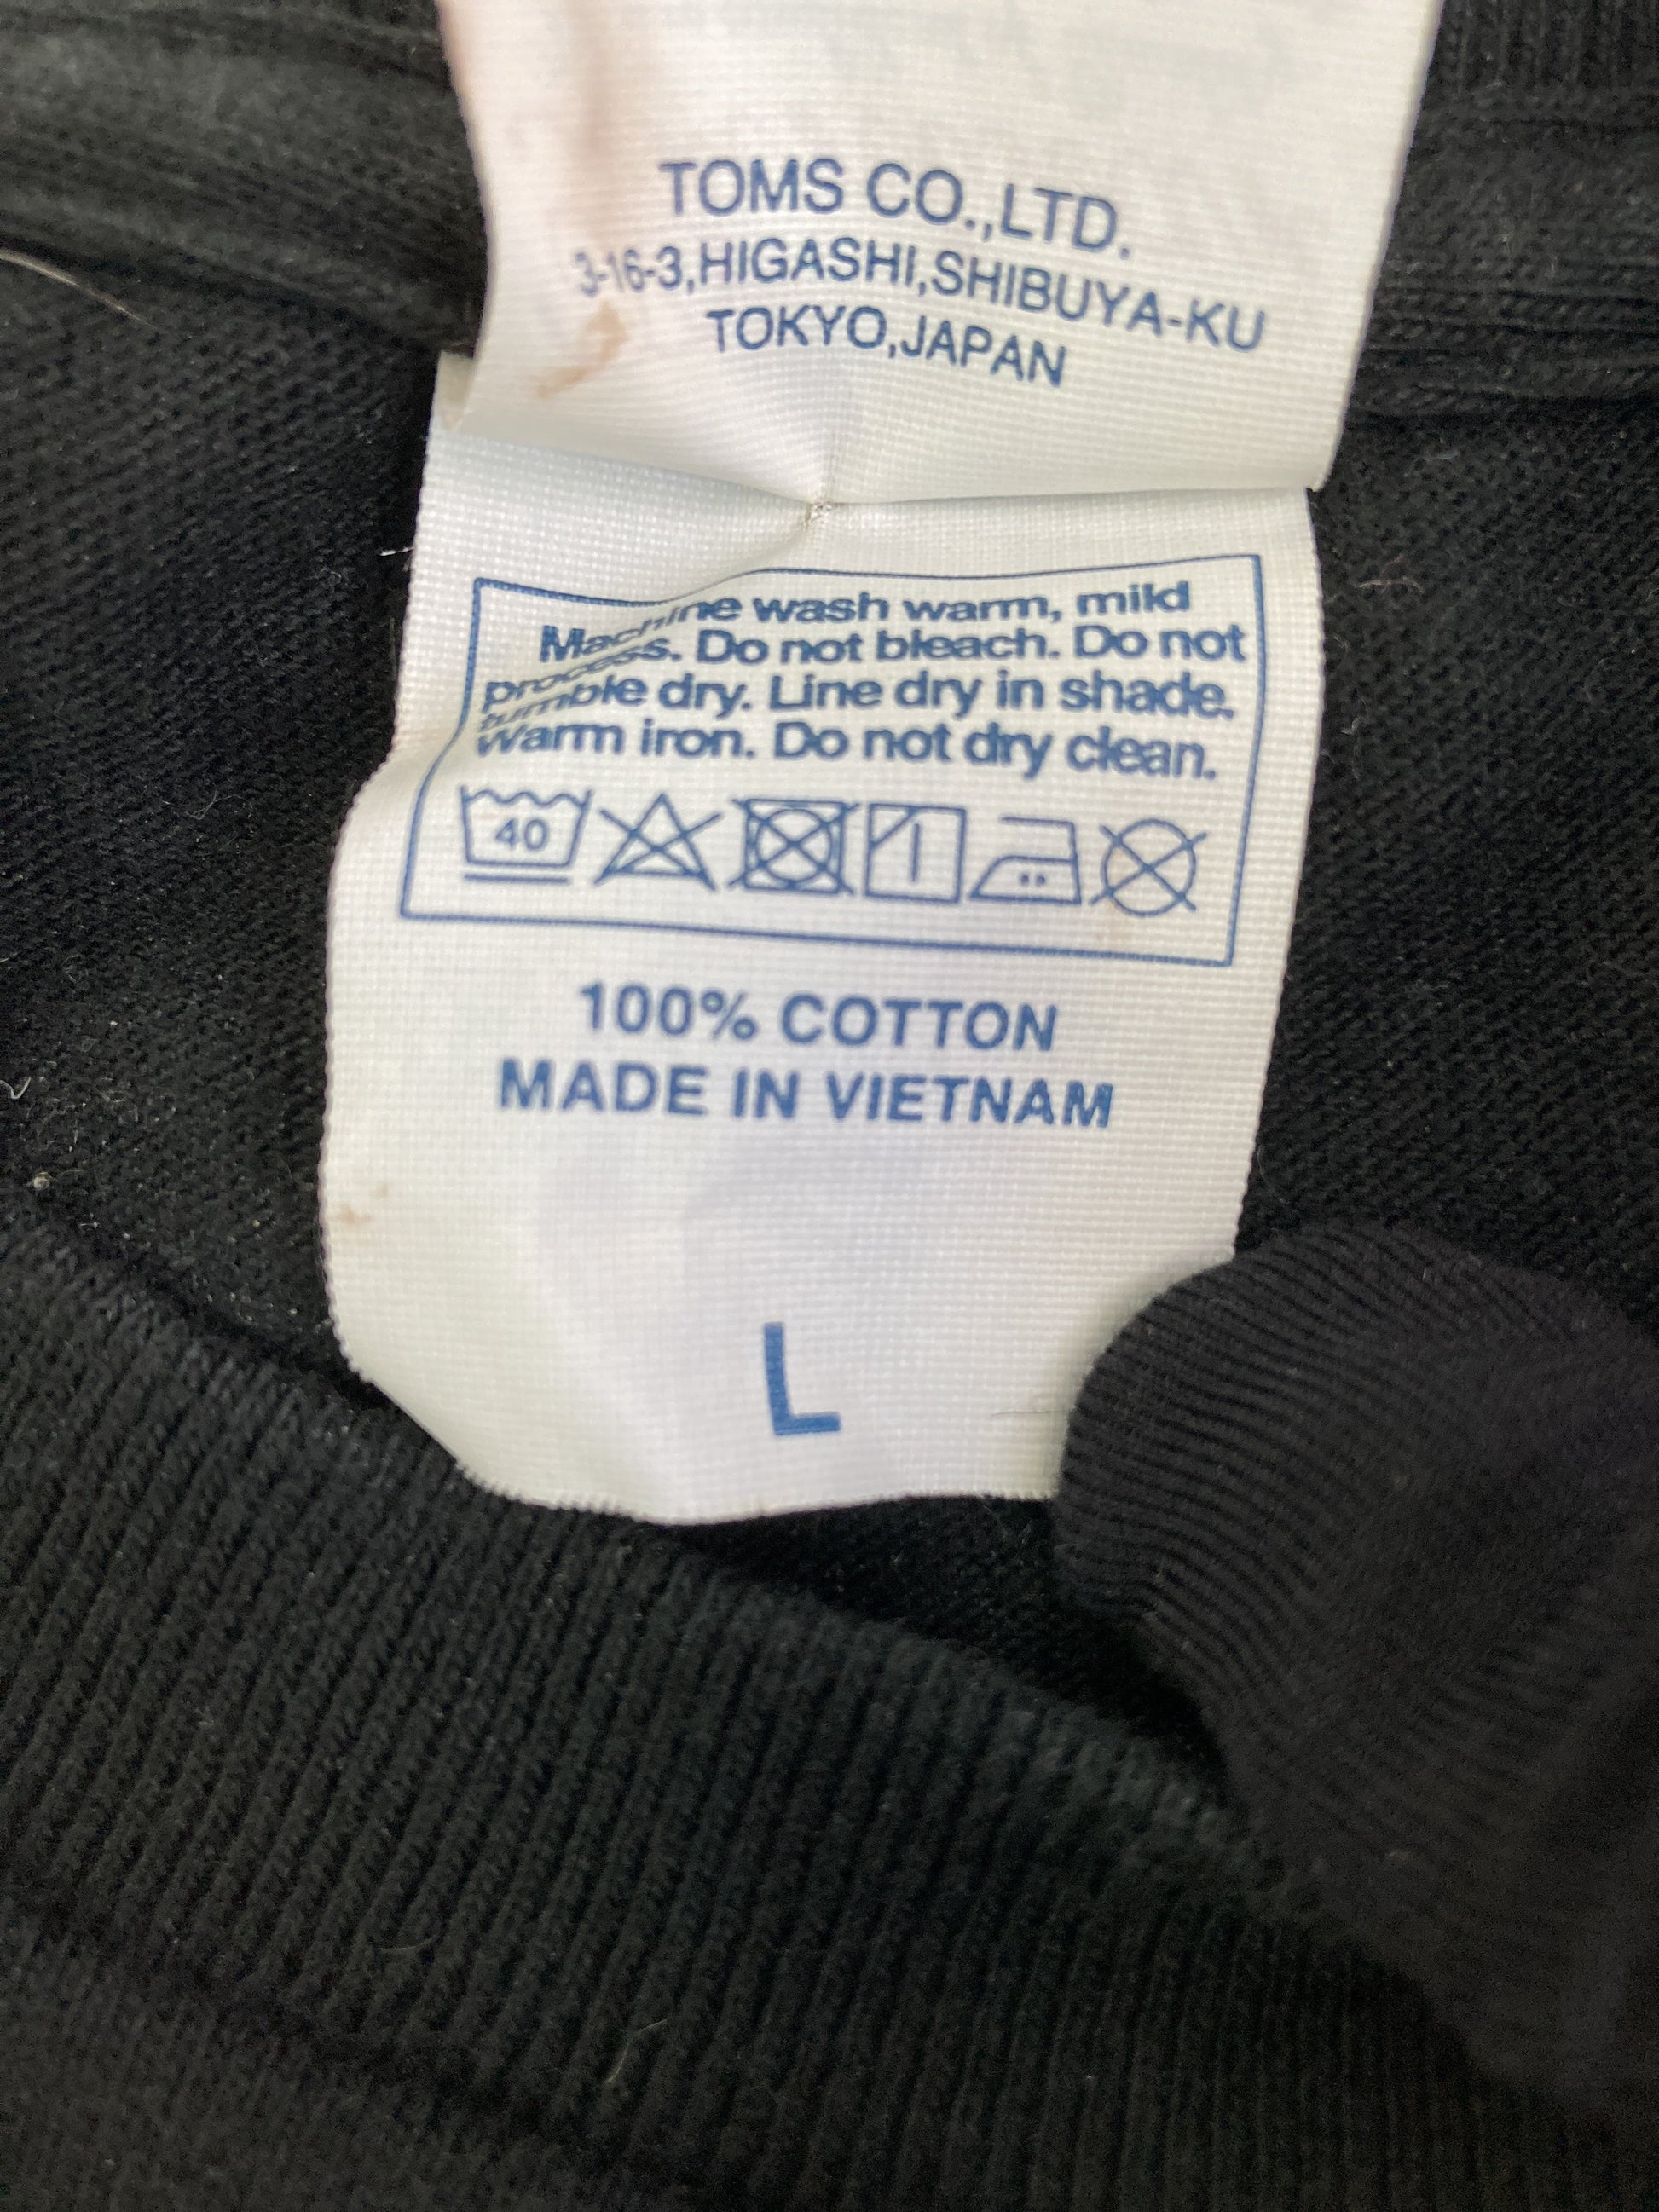 TOMS CO.,LTD.
3-16-3,HIGASHI,SHIBUYA-KU
TOKYO,JAPAN
Machine wash warm, mild
process. Do not bleach. Do not
tumble dry. Line dry in shade.
warm iron. Do not dry clean.
40
100% COTTON
MADE IN VIETNAM
L